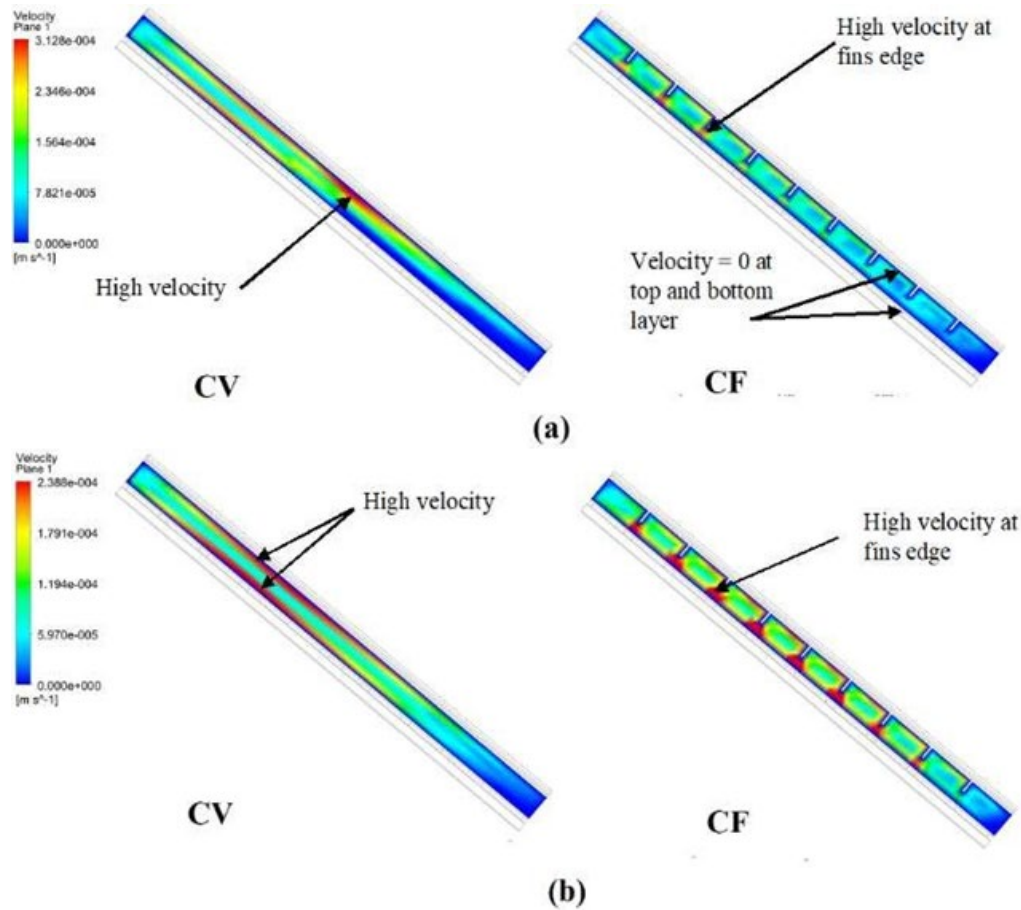 Velocity
Plane 1
3.128e-004
2.346e-004
1.564e-004
7.821e-005
0.000e+000
[m s^-1]
High velocity
CV
High velocity at
fins edge
Velocity = 0 at
top and bottom
layer
CF
(a)
Velocity
Plane 1
2.388e-004
1.791e-004
1.194e-004
5.970e-005
0.000e+000
[m s^-1]
High velocity
CV
High velocity at
fins edge
CF
(b)